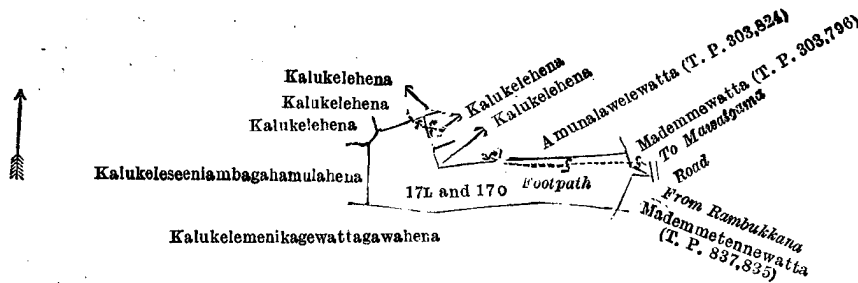 Kalukelehena
Kalukelehena
Kalukelehena
Kalukelehena
Kalukelehena
Amunalawelewatta (T. P. 303,824)
Mademmewatta (T. P. 303,796)
To Mawatgama
Road
From Rambukkana
Mademmetennewatta
(T. P. 837,835)
Kalukeleseeniambagahamulahena
17L and 17O
Footpath
Kalukelemenikagewattagawahena